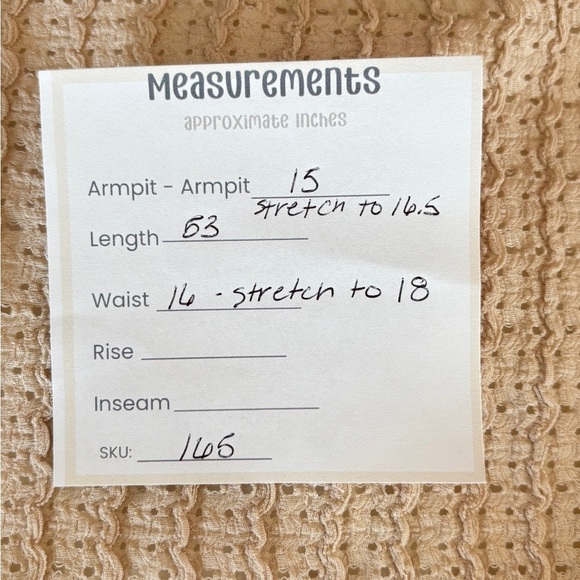 Measurements
approximate inches
Armpit - Armpit 15
stretch to 16.5
Length 53
Waist 16 - stretch to 18
Rise
Inseam
SKU: 165